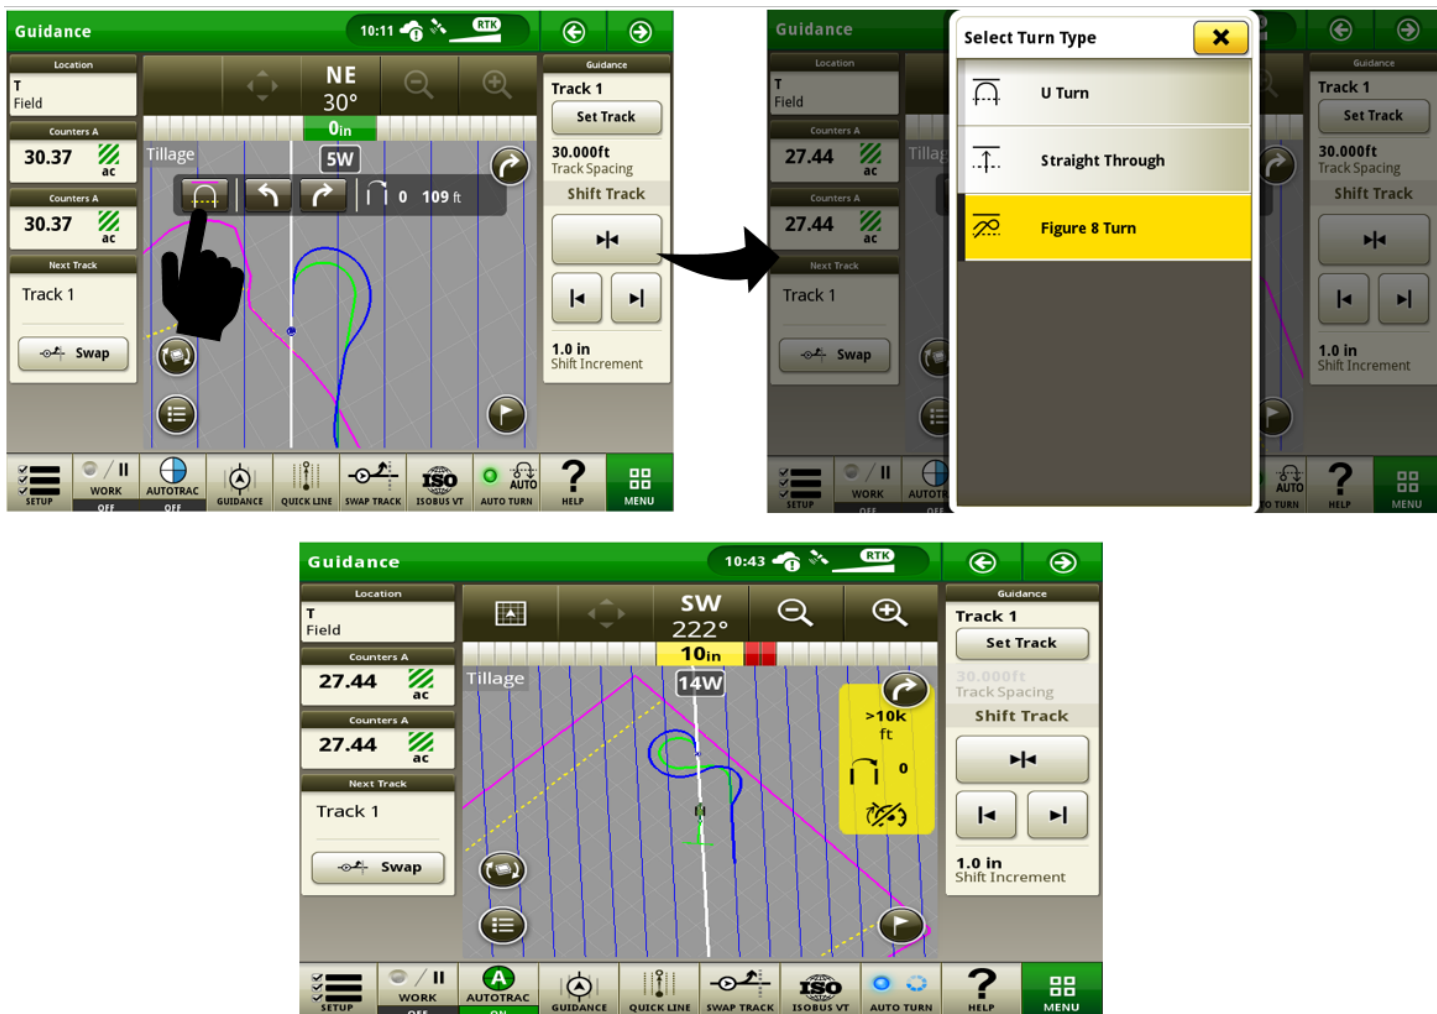 Guidance
10:11
RTK
Location
T
Field
Counters A
30.37
ac
Counters A
30.37
ac
Next Track
Track 1
Swap
NE
30°
0in
Tillage
5W
0 109 ft
Guidance
Track 1
Set Track
30.000ft
Track Spacing
Shift Track
1.0 in
Shift Increment
SETUP
WORK
OFF
AUTOTRAC
OFF
GUIDANCE
QUICK LINE
SWAP TRACK
ISO
ISOBUS VT
AUTO
AUTO TURN
?
HELP
MENU
Guidance
Location
T
Field
Counters A
27.44
ac
Counters A
27.44
ac
Next Track
Track 1
Swap
Tillag
Select Turn Type
U Turn
Straight Through
Figure 8 Turn
Guidance
Track 1
Set Track
30.000ft
Track Spacing
Shift Track
1.0 in
Shift Increment
SETUP
WORK
OFF
AUTOTR
OFF
AUTO
TO TURN
?
HELP
MENU
Guidance
10:43
RTK
Location
T
Field
Counters A
27.44
ac
Counters A
27.44
ac
Next Track
Track 1
Swap
SW
222°
10in
Tillage
14W
>10k
ft
0
Guidance
Track 1
Set Track
30.000ft
Track Spacing
Shift Track
1.0 in
Shift Increment
SETUP
WORK
OFF
A
AUTOTRAC
ON
GUIDANCE
QUICK LINE
SWAP TRACK
ISO
ISOBUS VT
AUTO TURN
?
HELP
MENU